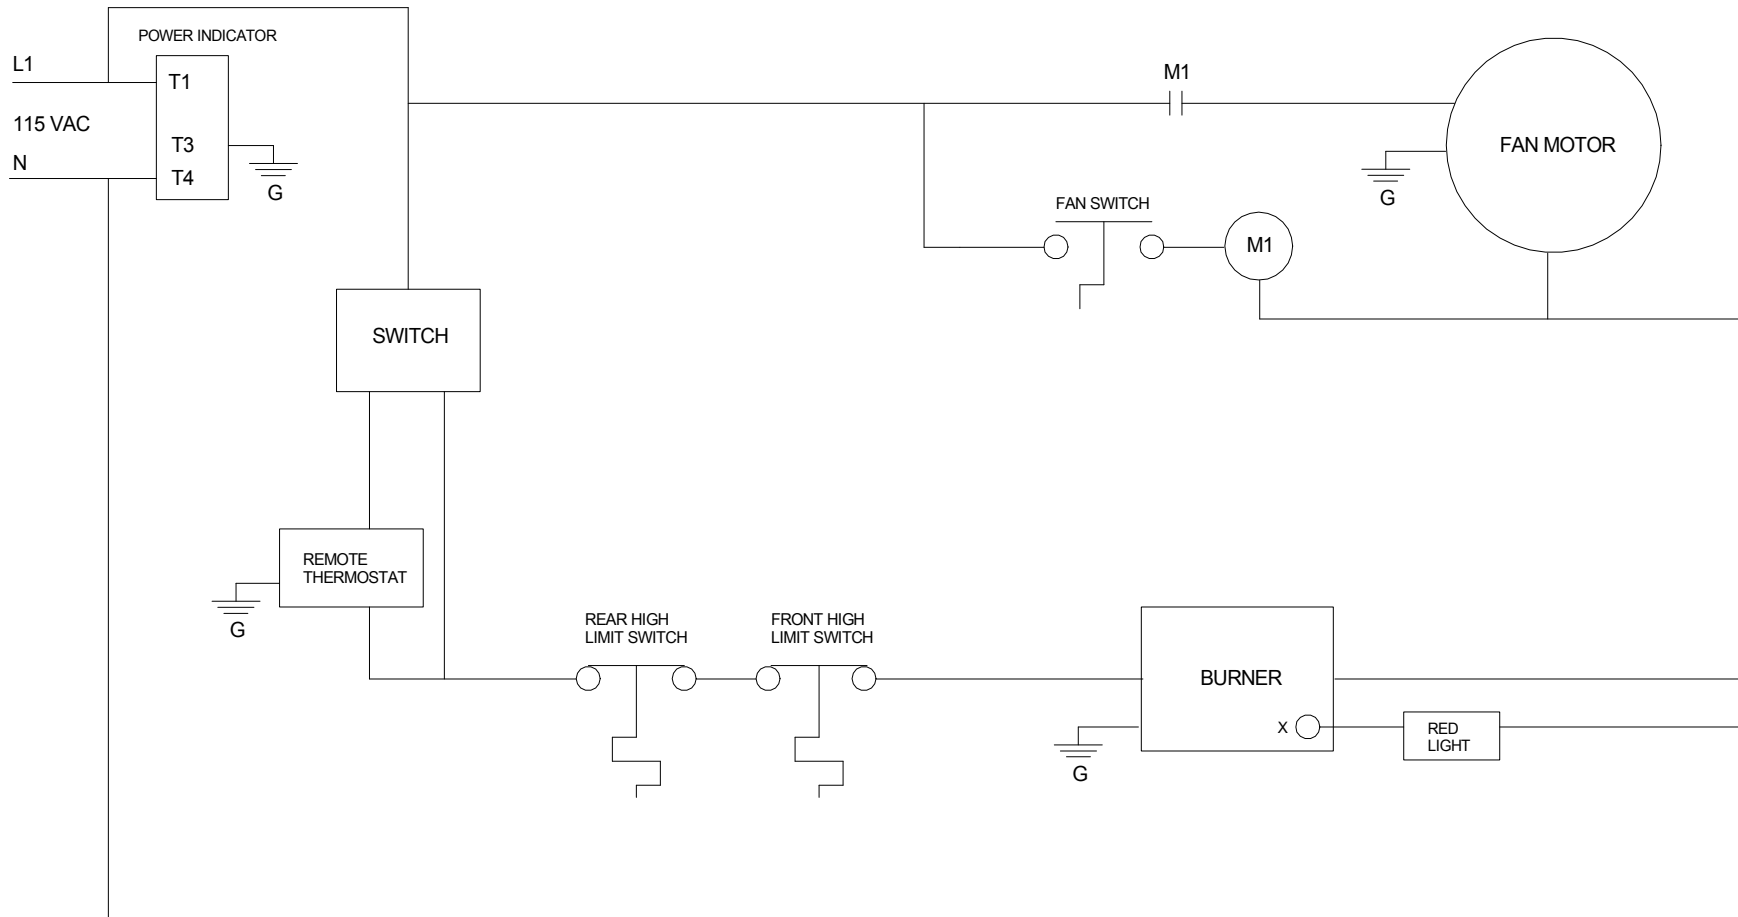 POWER INDICATOR
L1
T1
115 VAC
T3
N
T4
G
M1
FAN MOTOR
G
FAN SWITCH
M1
SWITCH
REMOTE
THERMOSTAT
G
REAR HIGH
LIMIT SWITCH
FRONT HIGH
LIMIT SWITCH
BURNER
X
RED
LIGHT
G